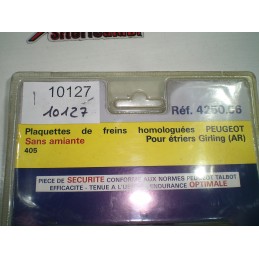 10127
10127
Réf. 4250.C6
Plaquettes de freins homologuées PEUGEOT
Sans amiante Pour étriers Girling (AR)
405
PIECE DE SECURITE CONFORME AUX NORMES PEUGEOT TALBOT
EFFICACITE - TENUE A L'USURE - ENDURANCE OPTIMALE